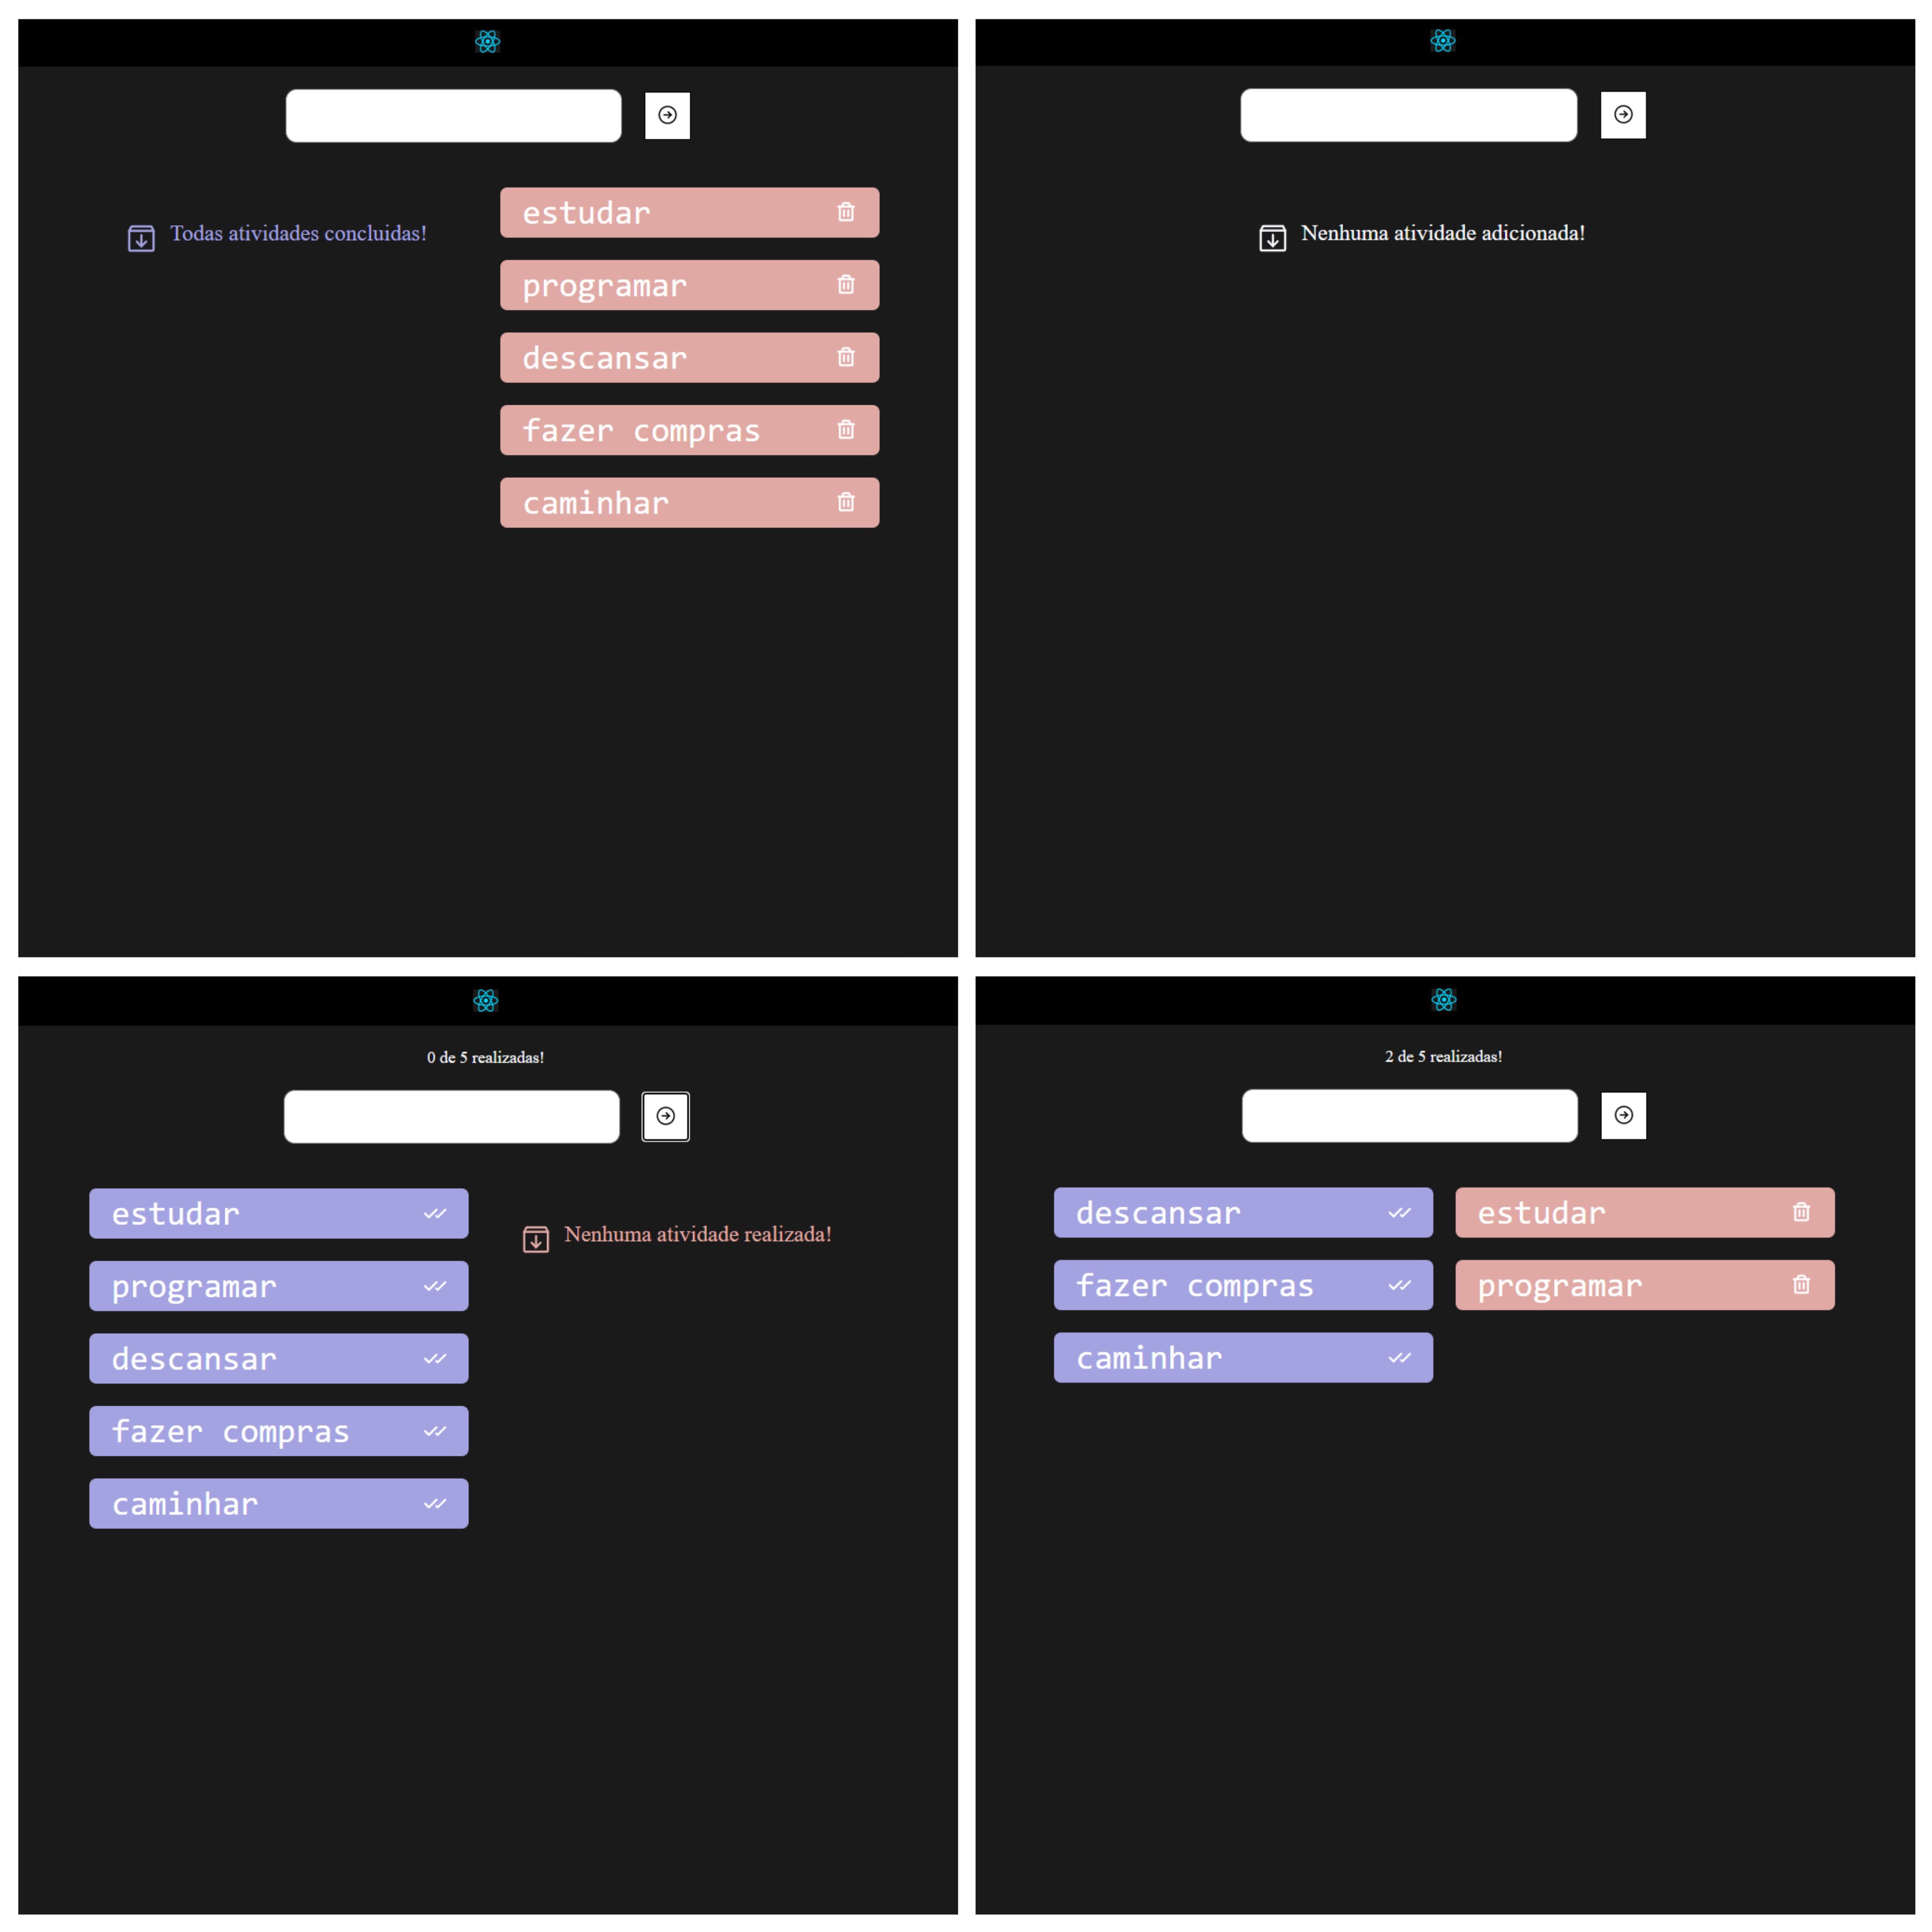 Todas atividades concluidas!
estudar
programar
descansar
fazer compras
caminhar
Nenhuma atividade adicionada!
0 de 5 realizadas!
estudar
programar
descansar
fazer compras
caminhar
Nenhuma atividade realizada!
2 de 5 realizadas!
descansar
fazer compras
caminhar
estudar
programar